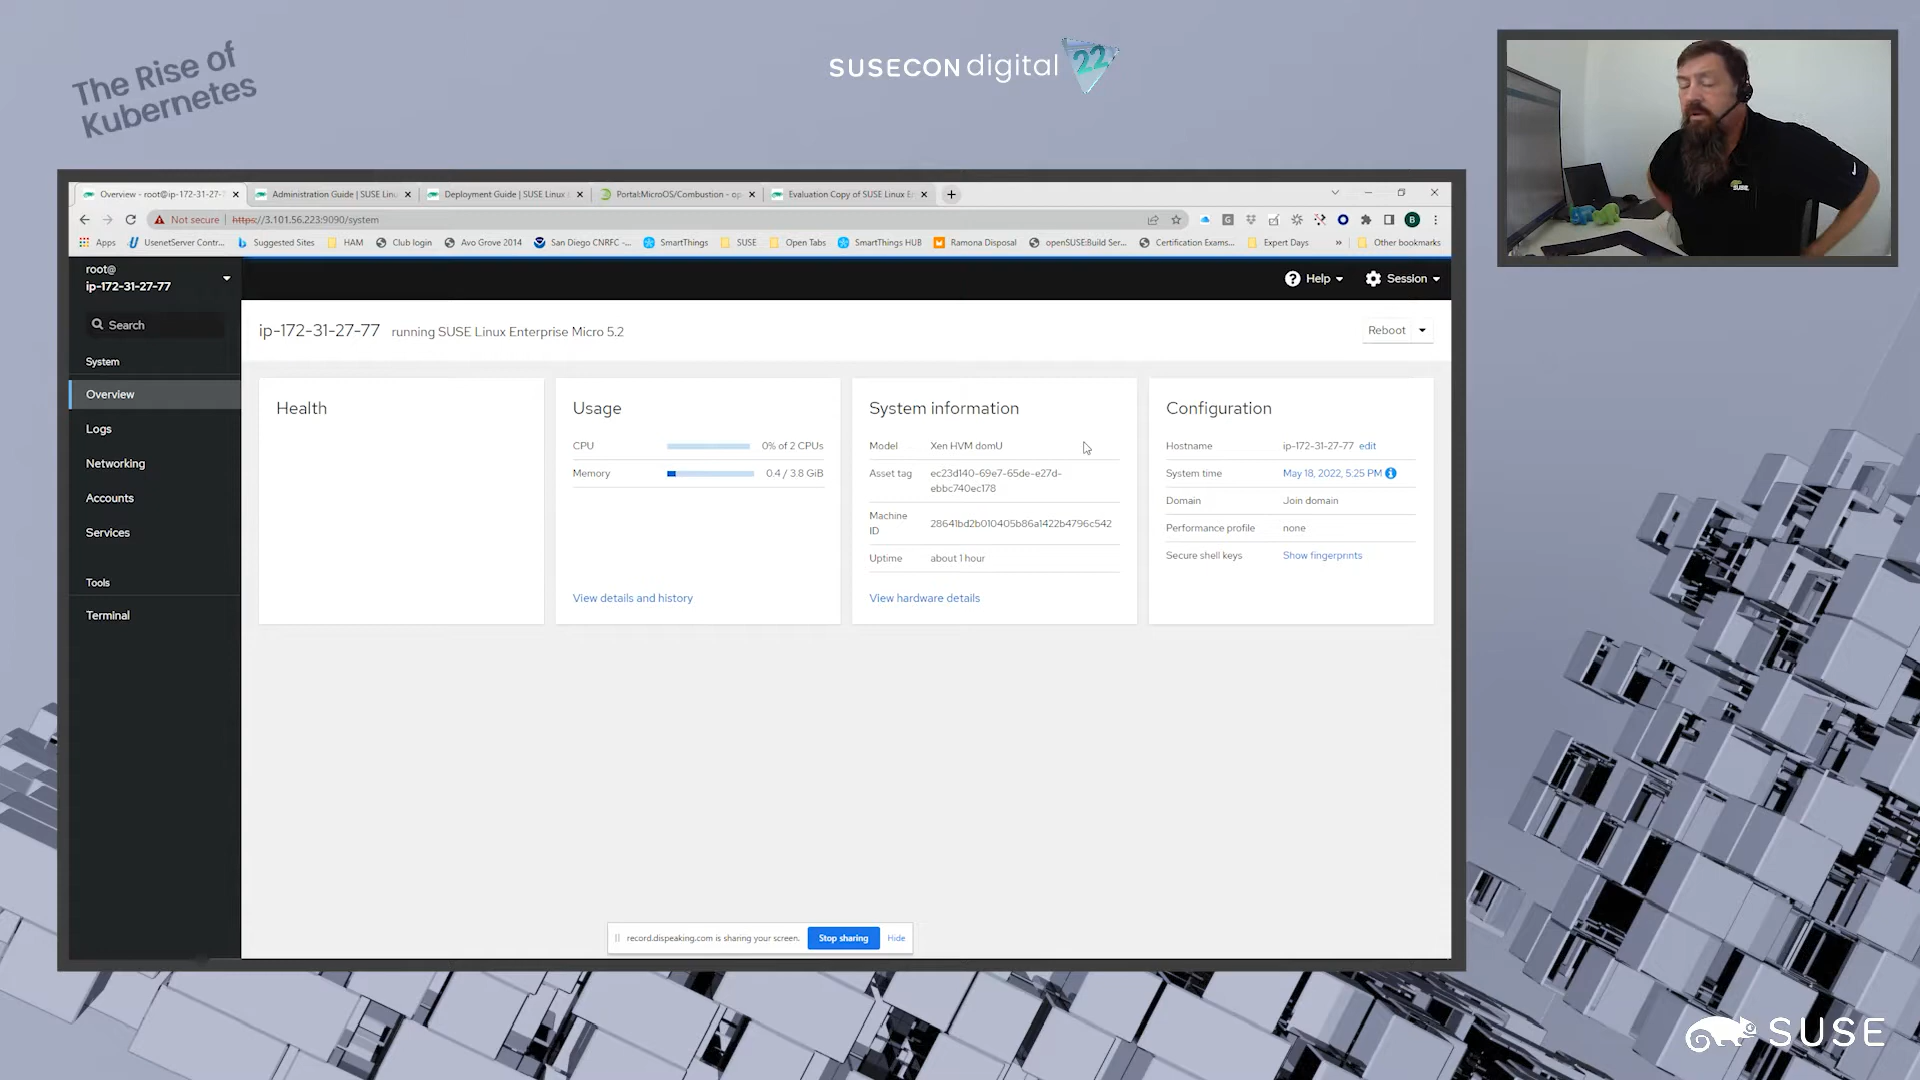 The Rise of
Kubernetes
SUSECON digital 22
Overview - root@ip-172-31-27-
Administration Guide | SUSE Linu
Deployment Guide | SUSE Linux
Portal:MicroOS/Combustion - op
Evaluation Copy of SUSE Linux E
Not secure | https://3.101.56.223:9090/system
B
Apps
UsenetServer Contr...
Suggested Sites
HAM
Club login
Avo Grove 2014
San Diego CNRFC -...
SmartThings
SUSE
Open Tabs
SmartThings HUB
Ramona Disposal
openSUSE:Build Ser...
Certification Exams...
Expert Days
»
Other bookmarks
root@
ip-172-31-27-77
Help
Session
Search
ip-172-31-27-77 running SUSE Linux Enterprise Micro 5.2
Reboot
System
Overview
Logs
Networking
Accounts
Services
Tools
Terminal
Health
Usage
CPU 0% of 2 CPUs
Memory 0.4 / 3.8 GiB
View details and history
System information
Model Xen HVM domU
Asset tag ec23d140-69e7-65de-e27d-
ebbc740ec178
Machine
ID 28641bd2b010405b86a1422b4796c542
Uptime about 1 hour
View hardware details
Configuration
Hostname ip-172-31-27-77 edit
System time May 18, 2022, 5:25 PM
Domain Join domain
Performance profile none
Secure shell keys Show fingerprints
record.dispeaking.com is sharing your screen.
Stop sharing
Hide
SUSE
SUSE